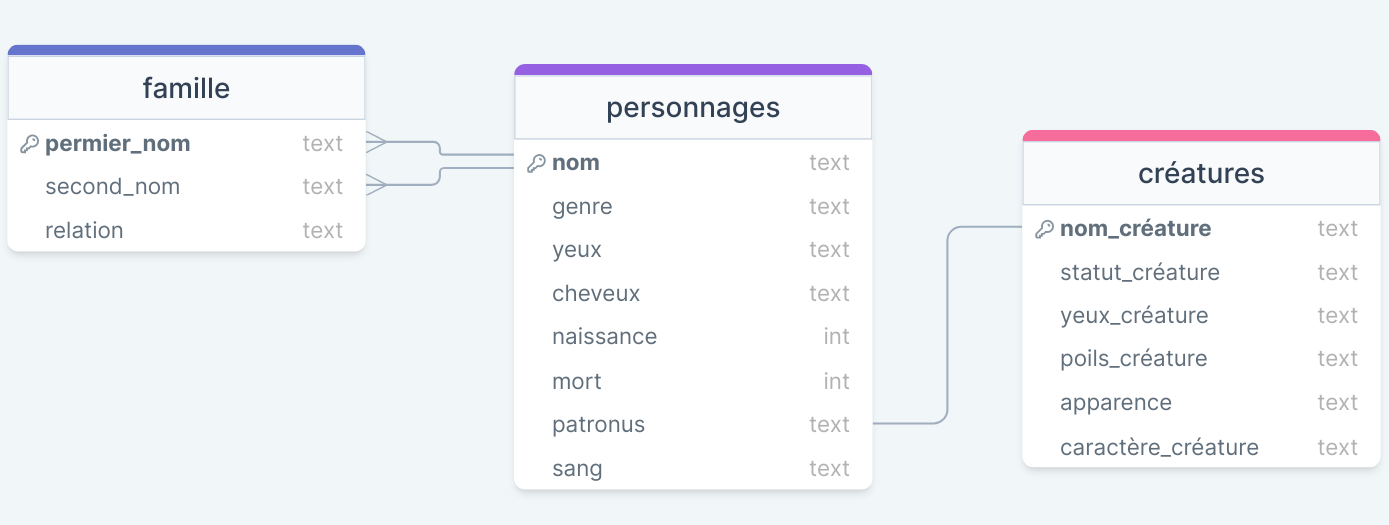 famille
permier_nom text
second_nom text
relation text
personnages
nom text
genre text
yeux text
cheveux text
naissance int
mort int
patronus text
sang text
créatures
nom_créature text
statut_créature text
yeux_créature text
poils_créature text
apparence text
caractère_créature text